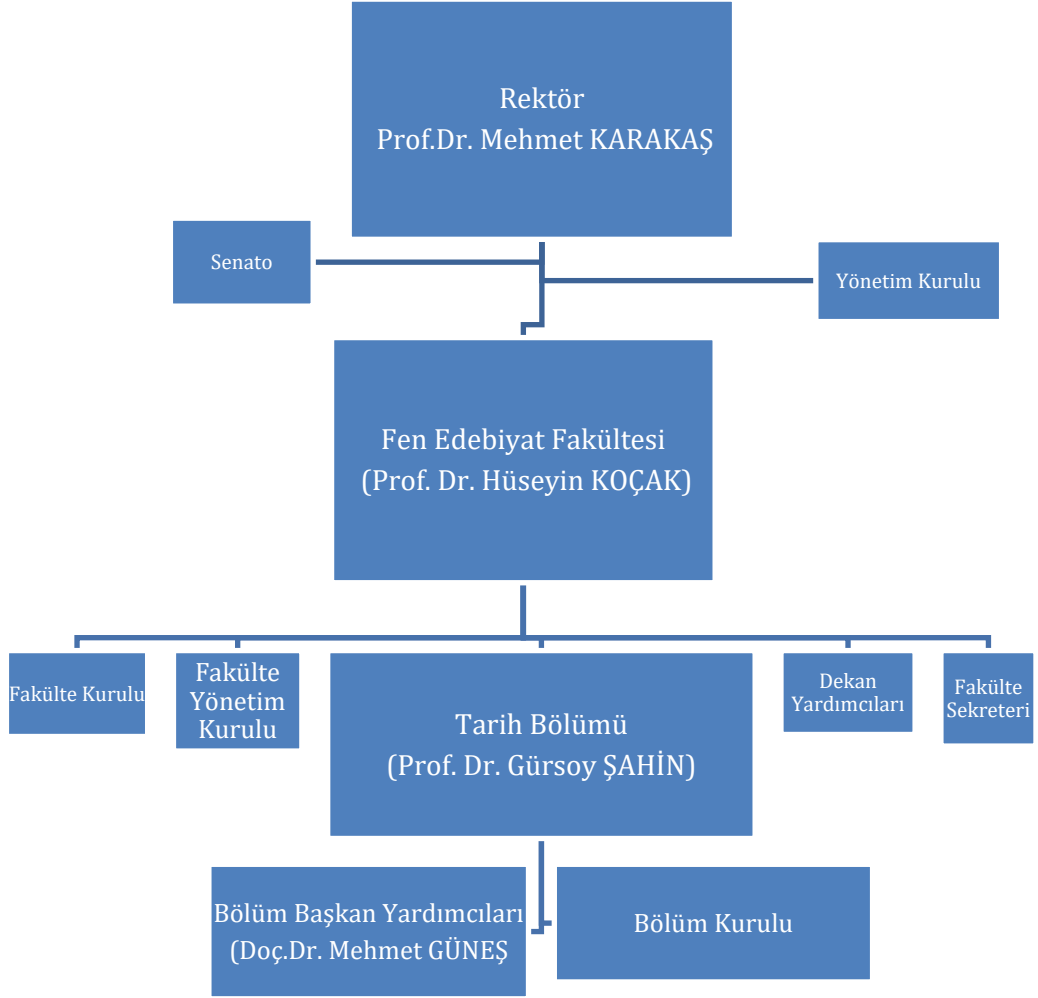 Rektör
Prof.Dr. Mehmet KARAKAŞ
Senato
Yönetim Kurulu
Fen Edebiyat Fakültesi
(Prof. Dr. Hüseyin KOÇAK)
Fakülte Kurulu
Fakülte
Yönetim
Kurulu
Tarih Bölümü
(Prof. Dr. Gürsoy ŞAHİN)
Dekan
Yardımcıları
Fakülte
Sekreteri
Bölüm Başkan Yardımcıları
(Doç.Dr. Mehmet GÜNEŞ
Bölüm Kurulu